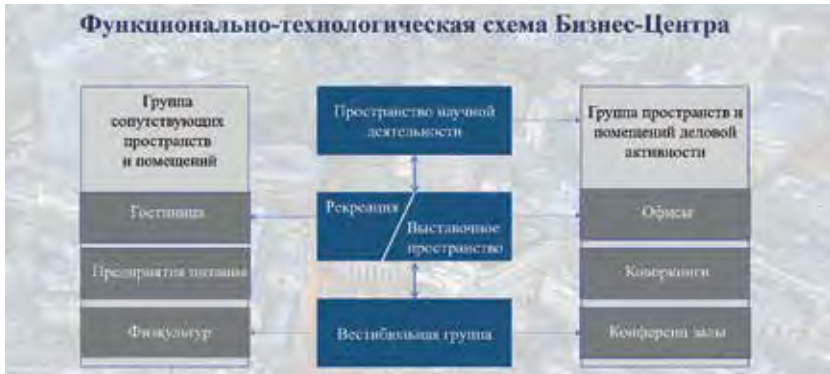 Функционально-технологическая схема Бизнес-Центра
Группа
сопутствующих
пространств
и помещений
Гостиница
Предприятия питания
Физкультур
Пространство научной
деятельности
Рекреация
Выставочное
пространство
Вестибюльная группа
Группа пространств и
помещений деловой
активности
Офисы
Коворкинги
Конференц залы